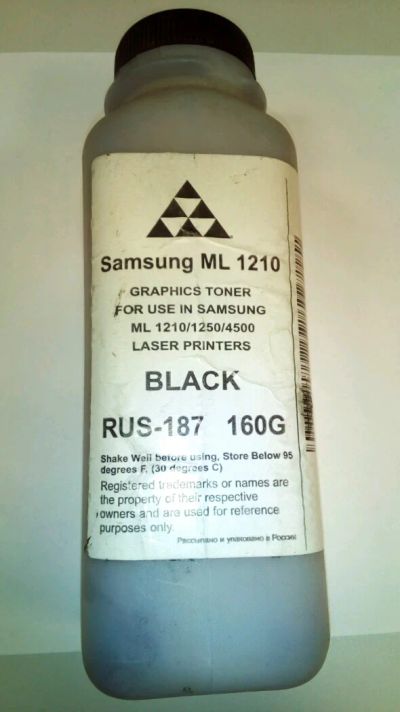 Samsung ML 1210
GRAPHICS TONER
FOR USE IN SAMSUNG
ML 1210/1250/4500
LASER PRINTERS
BLACK
RUS-187 160G
Shake Well before using, Store Below 95
degrees F, (30 degrees C)
Registered trademarks or names are
the property of their respective
owners and are used for reference
purposes only.
Рассыпано и упаковано в России